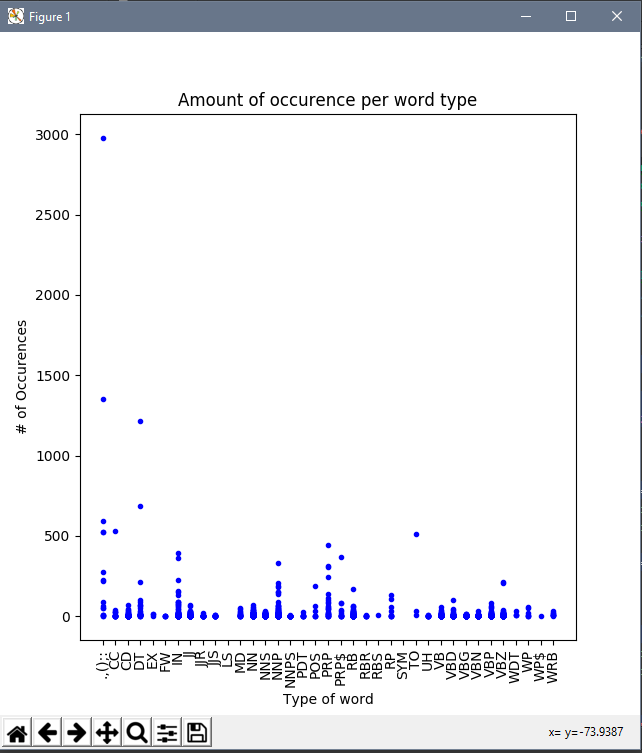 Figure 1
Amount of occurence per word type
3000
2500
2000
1500
1000
500
0
# of Occurences
CC
CD
DT
EX
FW
IN
JJ
JJR
JJS
LS
MD
NN
NNS
NNP
NNPS
PDT
POS
PRP
PRP$
RB
RBR
RBS
RP
SYM
TO
UH
VB
VBD
VBG
VBN
VBP
VBZ
WDT
WP
WP$
WRB
Type of word
x= y=-73.9387